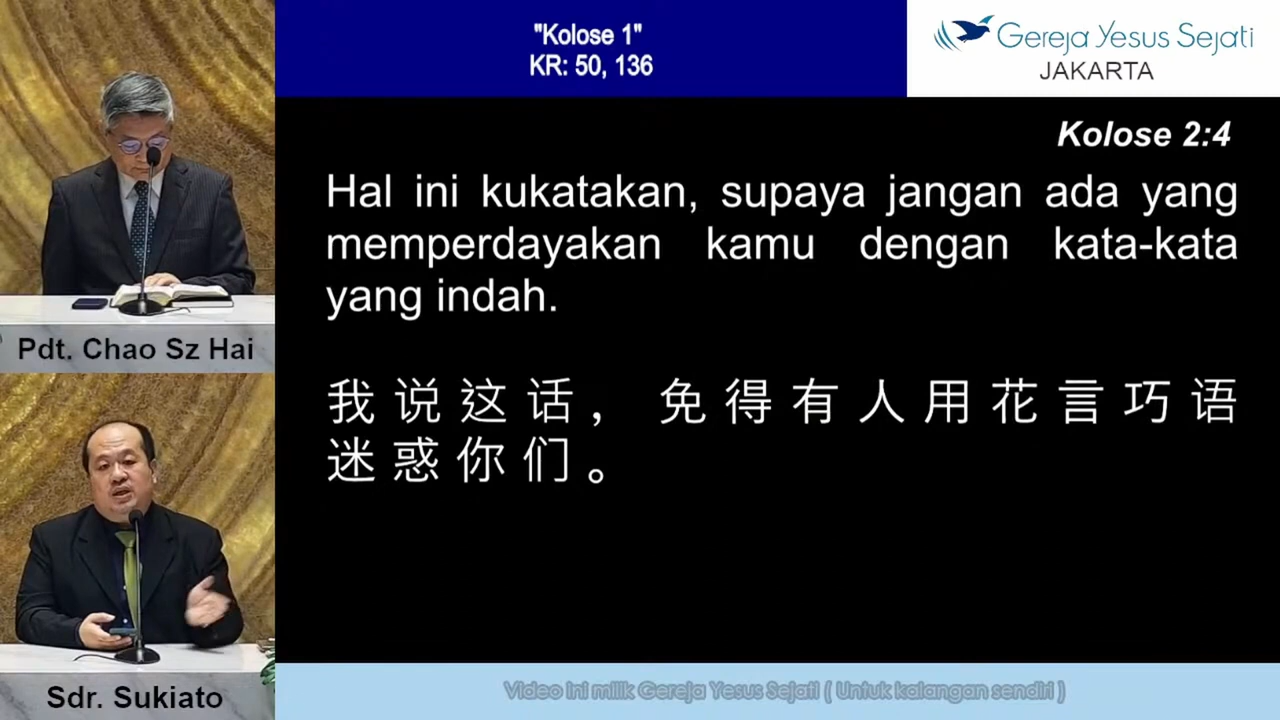 "Kolose 1"
KR: 50, 136
Gereja Yesus Sejati
JAKARTA
Kolose 2:4
Hal ini kukatakan, supaya jangan ada yang
memperdayakan kamu dengan kata-kata
yang indah.
我说这话，免得有人用花言巧语
迷惑你们。
Pdt. Chao Sz Hai
Sdr. Sukiato
Video ini milik Gereja Yesus Sejati ( Untuk kalangan sendiri )